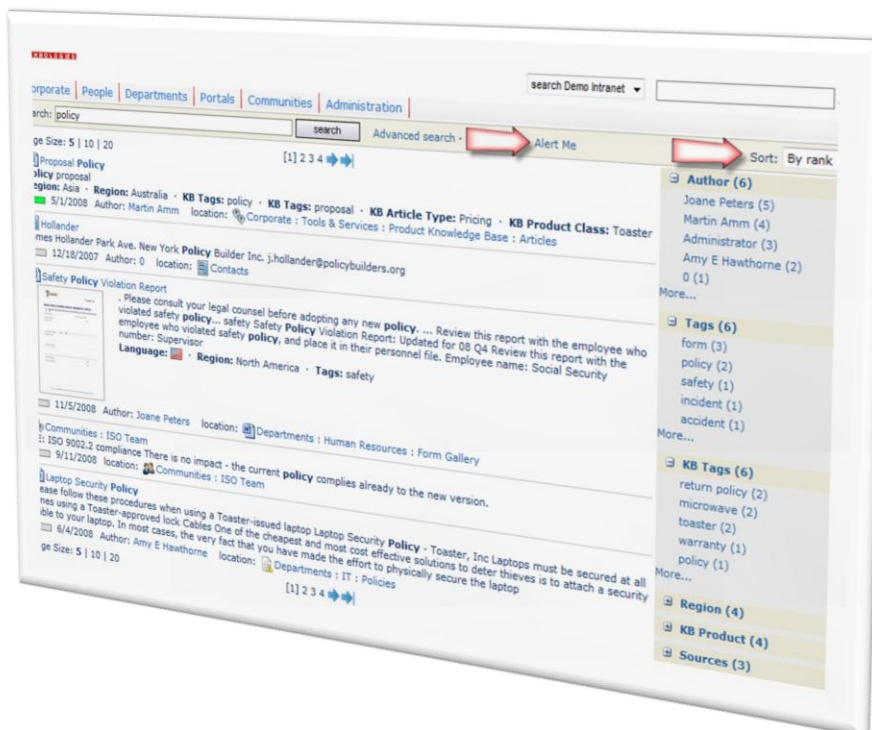 HNOLOGIES
search Demo Intranet
orporate | People | Departments | Portals | Communities | Administration |
arch: policy search Advanced search · Alert Me Sort: By rank
ge Size: 5 | 10 | 20 [1] 2 3 4
Proposal Policy
olicy proposal
egion: Asia · Region: Australia · KB Tags: policy · KB Tags: proposal · KB Article Type: Pricing · KB Product Class: Toaster
5/1/2008 Author: Martin Amm location: Corporate : Tools & Services : Product Knowledge Base : Articles
Hollander
mes Hollander Park Ave. New York Policy Builder Inc. j.hollander@policybuilders.org
12/18/2007 Author: 0 location: Contacts
Safety Policy Violation Report
. Please consult your legal counsel before adopting any new policy. ... Review this report with the employee who
violated safety policy... safety Safety Policy Violation Report: Updated for 08 Q4 Review this report with the
employee who violated safety policy, and place it in their personnel file. Employee name: Social Security
number: Supervisor
Language: · Region: North America · Tags: safety
11/5/2008 Author: Joane Peters location: Departments : Human Resources : Form Gallery
Communities : ISO Team
E: ISO 9002.2 compliance There is no impact - the current policy complies already to the new version.
9/11/2008 location: Communities : ISO Team
Laptop Security Policy
ease follow these procedures when using a Toaster-issued laptop Laptop Security Policy - Toaster, Inc Laptops must be secured at all
nes using a Toaster-approved lock Cables One of the cheapest and most cost effective solutions to deter thieves is to attach a security
ible to your laptop. In most cases, the very fact that you have made the effort to physically secure the laptop
6/4/2008 Author: Amy E Hawthorne location: Departments : IT : Policies
ge Size: 5 | 10 | 20 [1] 2 3 4
Author (6)
Joane Peters (5)
Martin Amm (4)
Administrator (3)
Amy E Hawthorne (2)
0 (1)
More...
Tags (6)
form (3)
policy (2)
safety (1)
incident (1)
accident (1)
More...
KB Tags (6)
return policy (2)
microwave (2)
toaster (2)
warranty (1)
policy (1)
More...
Region (4)
KB Product (4)
Sources (3)